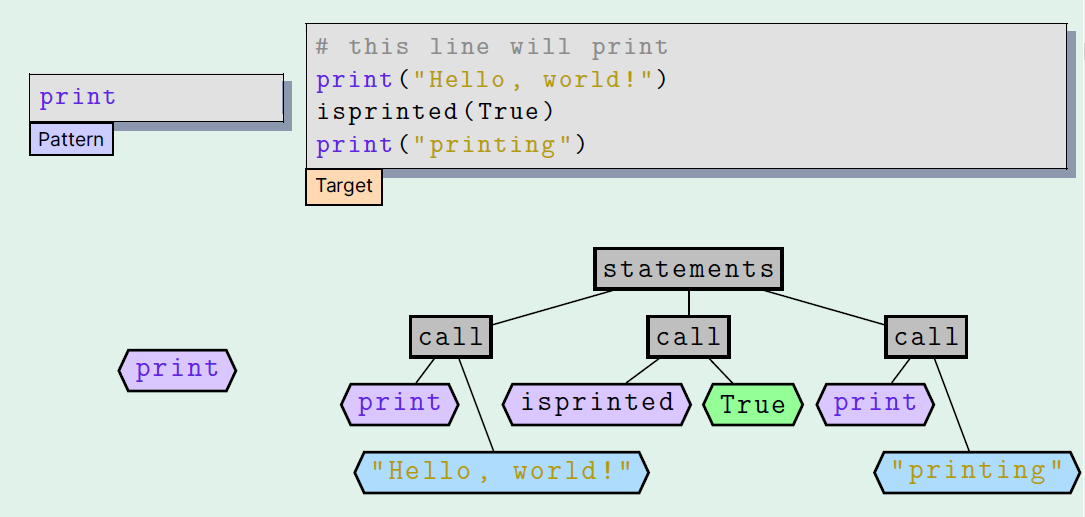 print
Pattern
# this line will print
print("Hello, world!")
isprinted(True)
print("printing")
Target
statements
call call call
print
print isprinted True print
"Hello, world!" "printing"